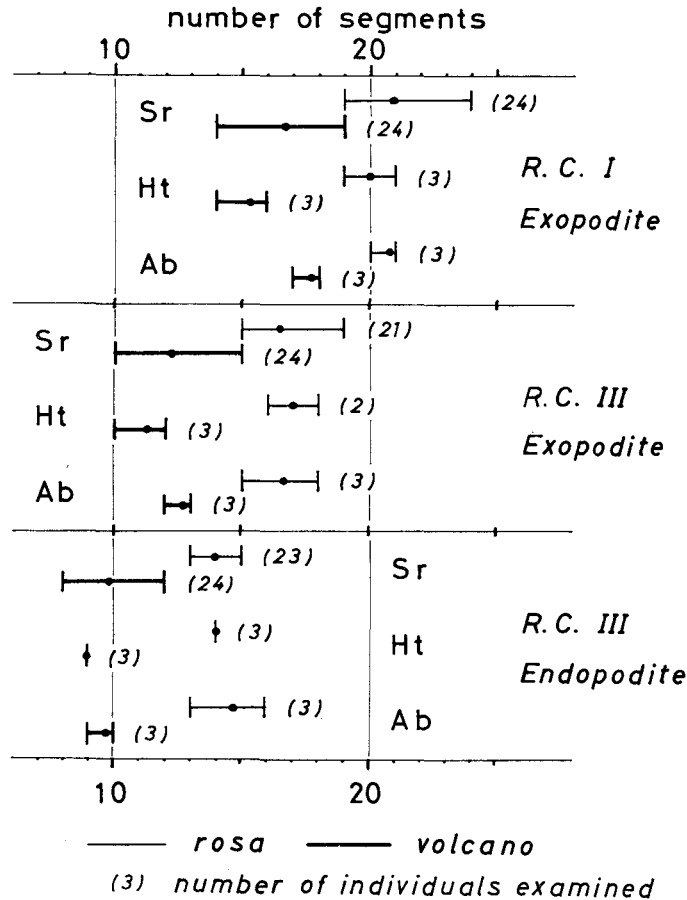 number of segments
10 20
Sr (24)
(24)
R. C. I
Ht (3)
(3)
Exopodite
Ab (3)
(3)
Sr (21)
(24)
Ht (2)
R. C. III
(3)
Exopodite
Ab (3)
(3)
(23) Sr
(24)
R. C. III
(3) Ht
(3)
Endopodite
(3) Ab
(3)
10 20
rosa volcano
(3) number of individuals examined